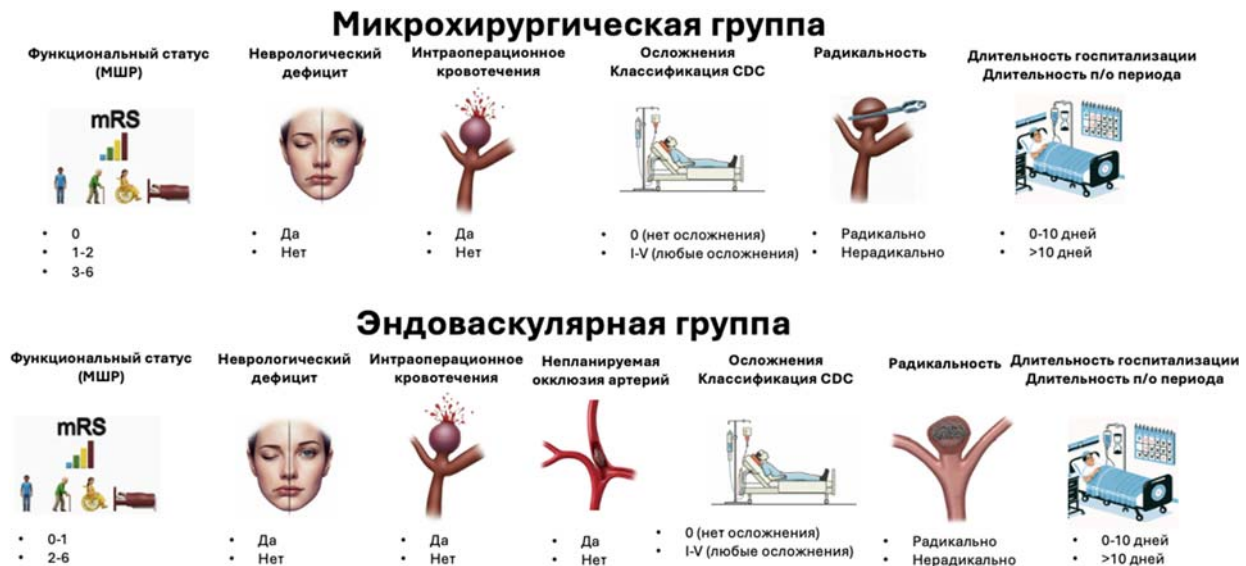 Микрохирургическая группа
Функциональный статус
(МШР)
Неврологический
дефицит
Интраоперационное
кровотечения
Осложнения
Классификация CDC
Радикальность
Длительность госпитализации
Длительность п/о периода
mRS
• 0
• 1-2
• 3-6
• Да
• Нет
• Да
• Нет
• 0 (нет осложнения)
• I-V (любые осложнения)
• Радикально
• Нерадикально
• 0-10 дней
• >10 дней
Эндоваскулярная группа
Функциональный статус
(МШР)
Неврологический
дефицит
Интраоперационное
кровотечения
Непланируемая
окклюзия артерий
Осложнения
Классификация CDC
Радикальность
Длительность госпитализации
Длительность п/о периода
mRS
• 0-1
• 2-6
• Да
• Нет
• Да
• Нет
• Да
• Нет
• 0 (нет осложнения)
• I-V (любые осложнения)
• Радикально
• Нерадикально
• 0-10 дней
• >10 дней